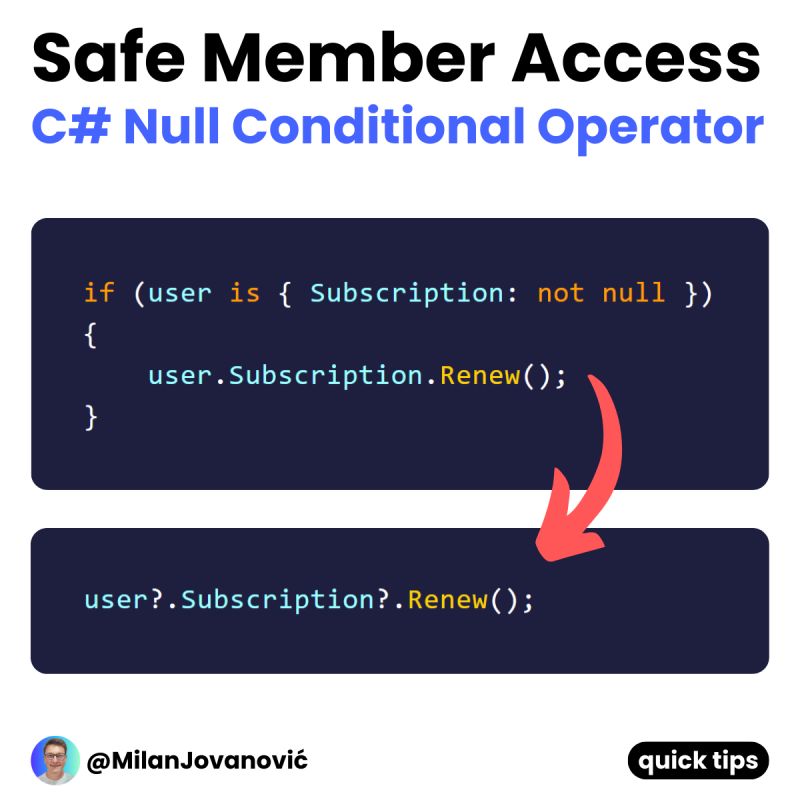 Safe Member Access
C# Null Conditional Operator
if (user is { Subscription: not null })
{
    user.Subscription.Renew();
}
user?.Subscription?.Renew();
@MilanJovanović
quick tips